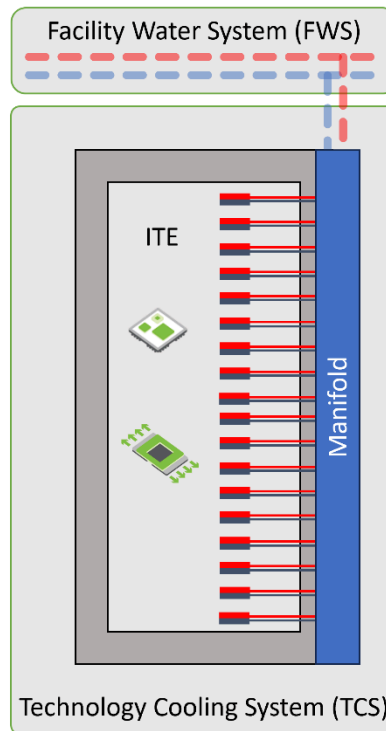 Facility Water System (FWS)
ITE
Manifold
Technology Cooling System (TCS)